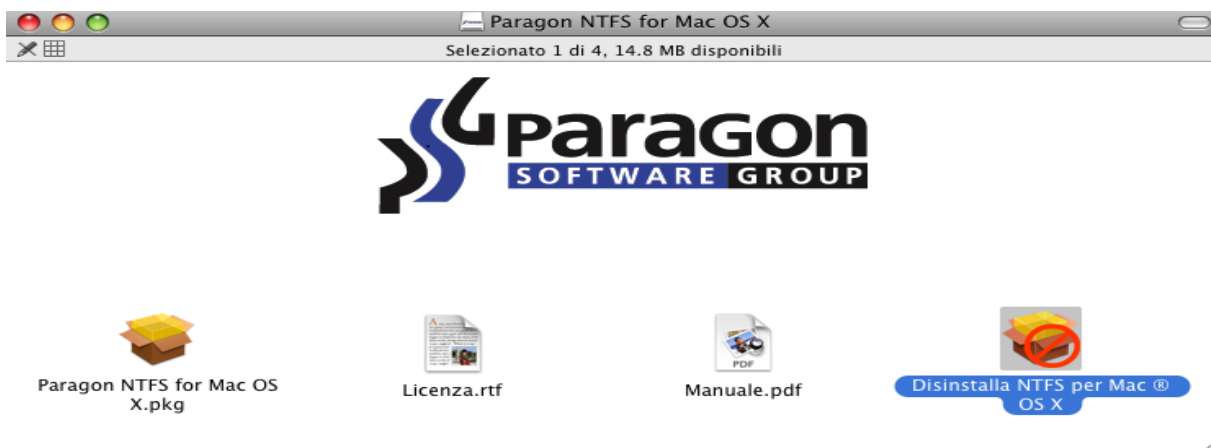 Paragon NTFS for Mac OS X
Selezionato 1 di 4, 14.8 MB disponibili
Paragon
SOFTWARE GROUP
Paragon NTFS for Mac OS
X.pkg
Licenza.rtf
PDF
Manuale.pdf
Disinstalla NTFS per Mac ®
OS X